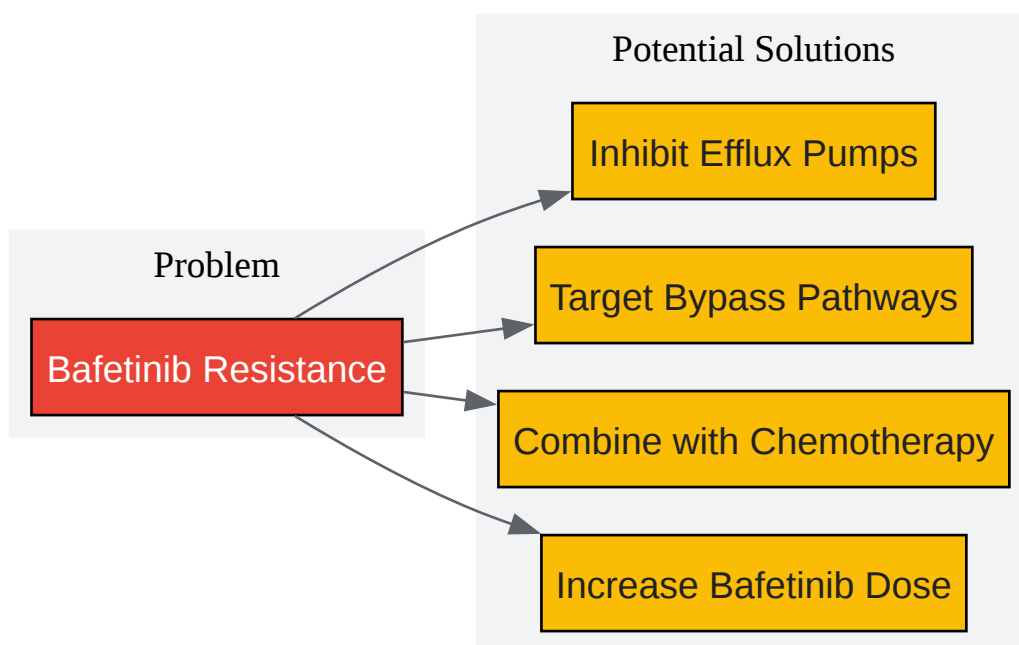 Potential Solutions
Inhibit Efflux Pumps
Problem
Target Bypass Pathways
Bafetinib Resistance
Combine with Chemotherapy
Increase Bafetinib Dose